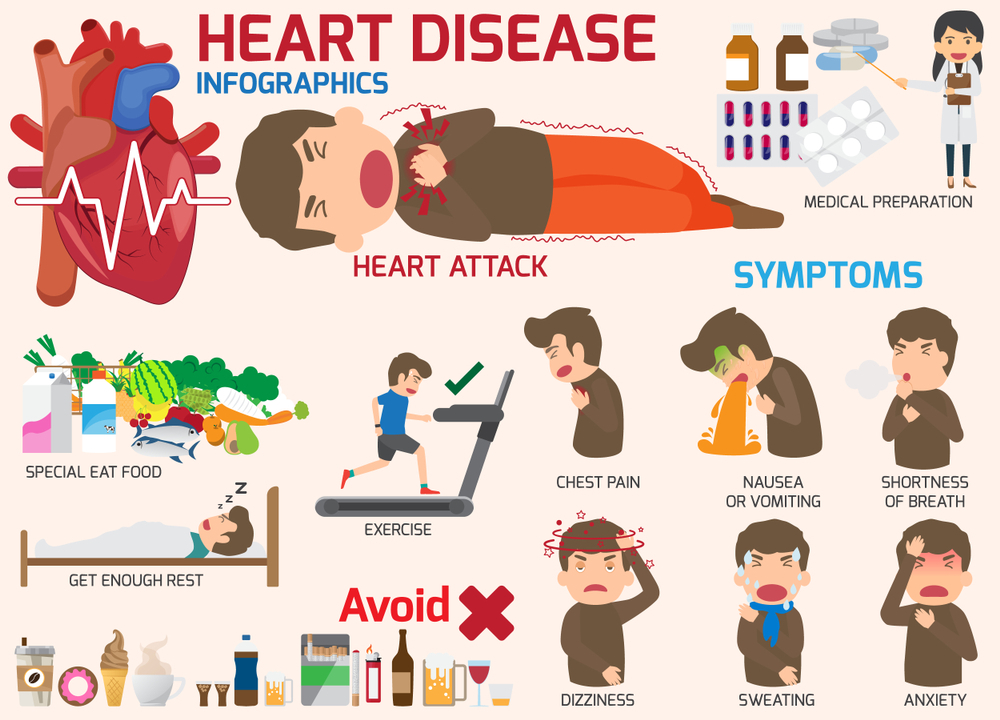 HEART DISEASE
INFOGRAPHICS
MEDICAL PREPARATION
HEART ATTACK
SYMPTOMS
SPECIAL EAT FOOD
EXERCISE
CHEST PAIN
NAUSEA
OR VOMITING
SHORTNESS
OF BREATH
z z Z
GET ENOUGH REST
Avoid
DIZZINESS
SWEATING
ANXIETY